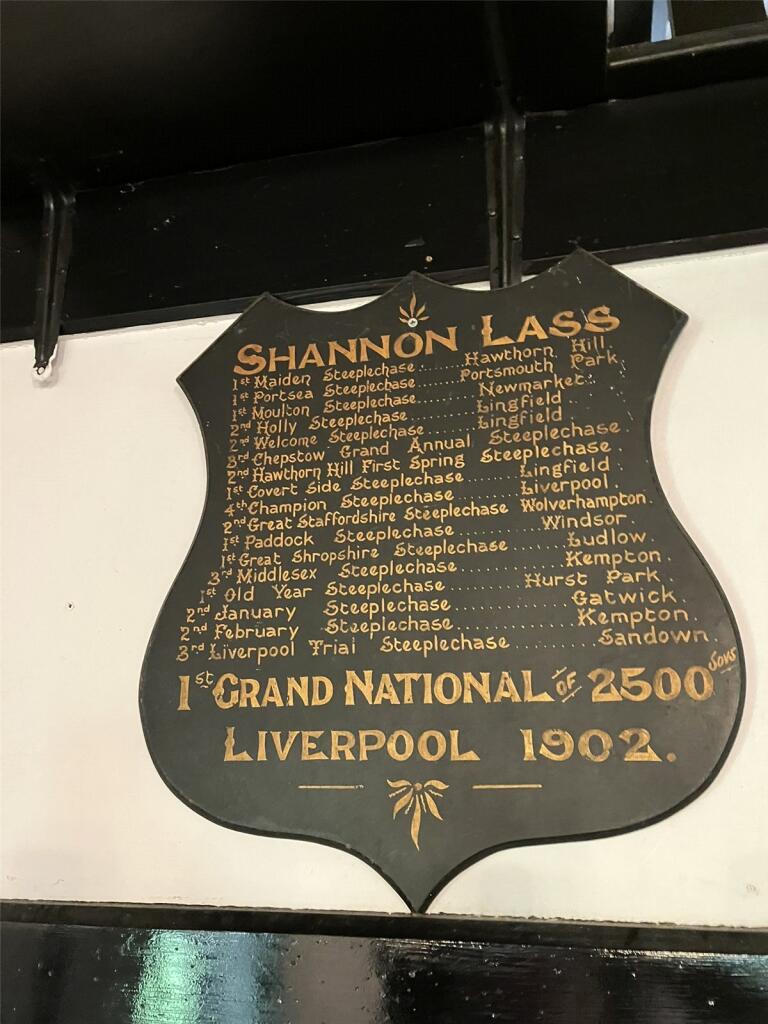 SHANNON LASS
1st Maiden Steeplechase........Hawthorn Hill
1st Portsea Steeplechase........Portsmouth Park
1st Moulton Steeplechase........Newmarket.
2nd Holly Steeplechase........Lingfield
2nd Welcome Steeplechase........Lingfield
3rd Chepstow Grand Annual Steeplechase
2nd Hawthorn Hill First Spring Steeplechase
1st Covert Side Steeplechase........Lingfield
4th Champion Steeplechase........Liverpool
2nd Great Staffordshire Steeplechase Wolverhampton
1st Paddock Steeplechase........Windsor.
1st Great Shropshire Steeplechase........Ludlow.
3rd Middlesex Steeplechase........Kempton
1st Old Year Steeplechase........Hurst Park.
2nd January Steeplechase........Gatwick.
2nd February Steeplechase........Kempton.
3rd Liverpool Trial Steeplechase........Sandown.
1st GRAND NATIONAL OF 2500 Sovs
LIVERPOOL 1902.